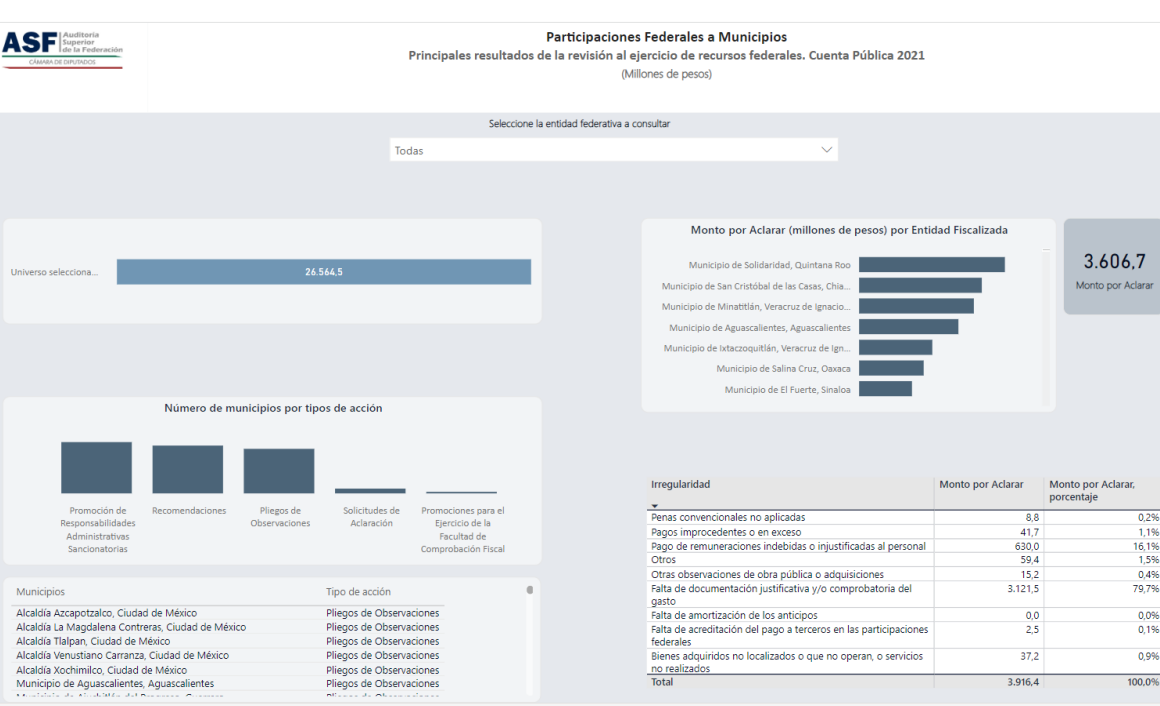 ASF Auditoría
Superior
de la Federación
CÁMARA DE DIPUTADOS
Participaciones Federales a Municipios
Principales resultados de la revisión al ejercicio de recursos federales. Cuenta Pública 2021
(Millones de pesos)
Seleccione la entidad federativa a consultar
Todas
Universo selecciona...
26.564,5
Monto por Aclarar (millones de pesos) por Entidad Fiscalizada
Municipio de Solidaridad, Quintana Roo
Municipio de San Cristóbal de las Casas, Chia...
Municipio de Minatitlán, Veracruz de Ignacio...
Municipio de Aguascalientes, Aguascalientes
Municipio de Ixtaczoquitlán, Veracruz de Ign...
Municipio de Salina Cruz, Oaxaca
Municipio de El Fuerte, Sinaloa
3.606,7
Monto por Aclarar
Número de municipios por tipos de acción
Promoción de
Responsabilidades
Administrativas
Sancionatorias
Recomendaciones
Pliegos de
Observaciones
Solicitudes de
Aclaración
Promociones para el
Ejercicio de la
Facultad de
Comprobación Fiscal
Municipios Tipo de acción
Alcaldía Azcapotzalco, Ciudad de México Pliegos de Observaciones
Alcaldía La Magdalena Contreras, Ciudad de México Pliegos de Observaciones
Alcaldía Tlalpan, Ciudad de México Pliegos de Observaciones
Alcaldía Venustiano Carranza, Ciudad de México Pliegos de Observaciones
Alcaldía Xochimilco, Ciudad de México Pliegos de Observaciones
Municipio de Aguascalientes, Aguascalientes Pliegos de Observaciones
Irregularidad Monto por Aclarar Monto por Aclarar,
porcentaje
Penas convencionales no aplicadas 8,8 0,2%
Pagos improcedentes o en exceso 41,7 1,1%
Pago de remuneraciones indebidas o injustificadas al personal 630,0 16,1%
Otros 59,4 1,5%
Otras observaciones de obra pública o adquisiciones 15,2 0,4%
Falta de documentación justificativa y/o comprobatoria del 3.121,5 79,7%
gasto
Falta de amortización de los anticipos 0,0 0,0%
Falta de acreditación del pago a terceros en las participaciones 2,5 0,1%
federales
Bienes adquiridos no localizados o que no operan, o servicios 37,2 0,9%
no realizados
Total 3.916,4 100,0%